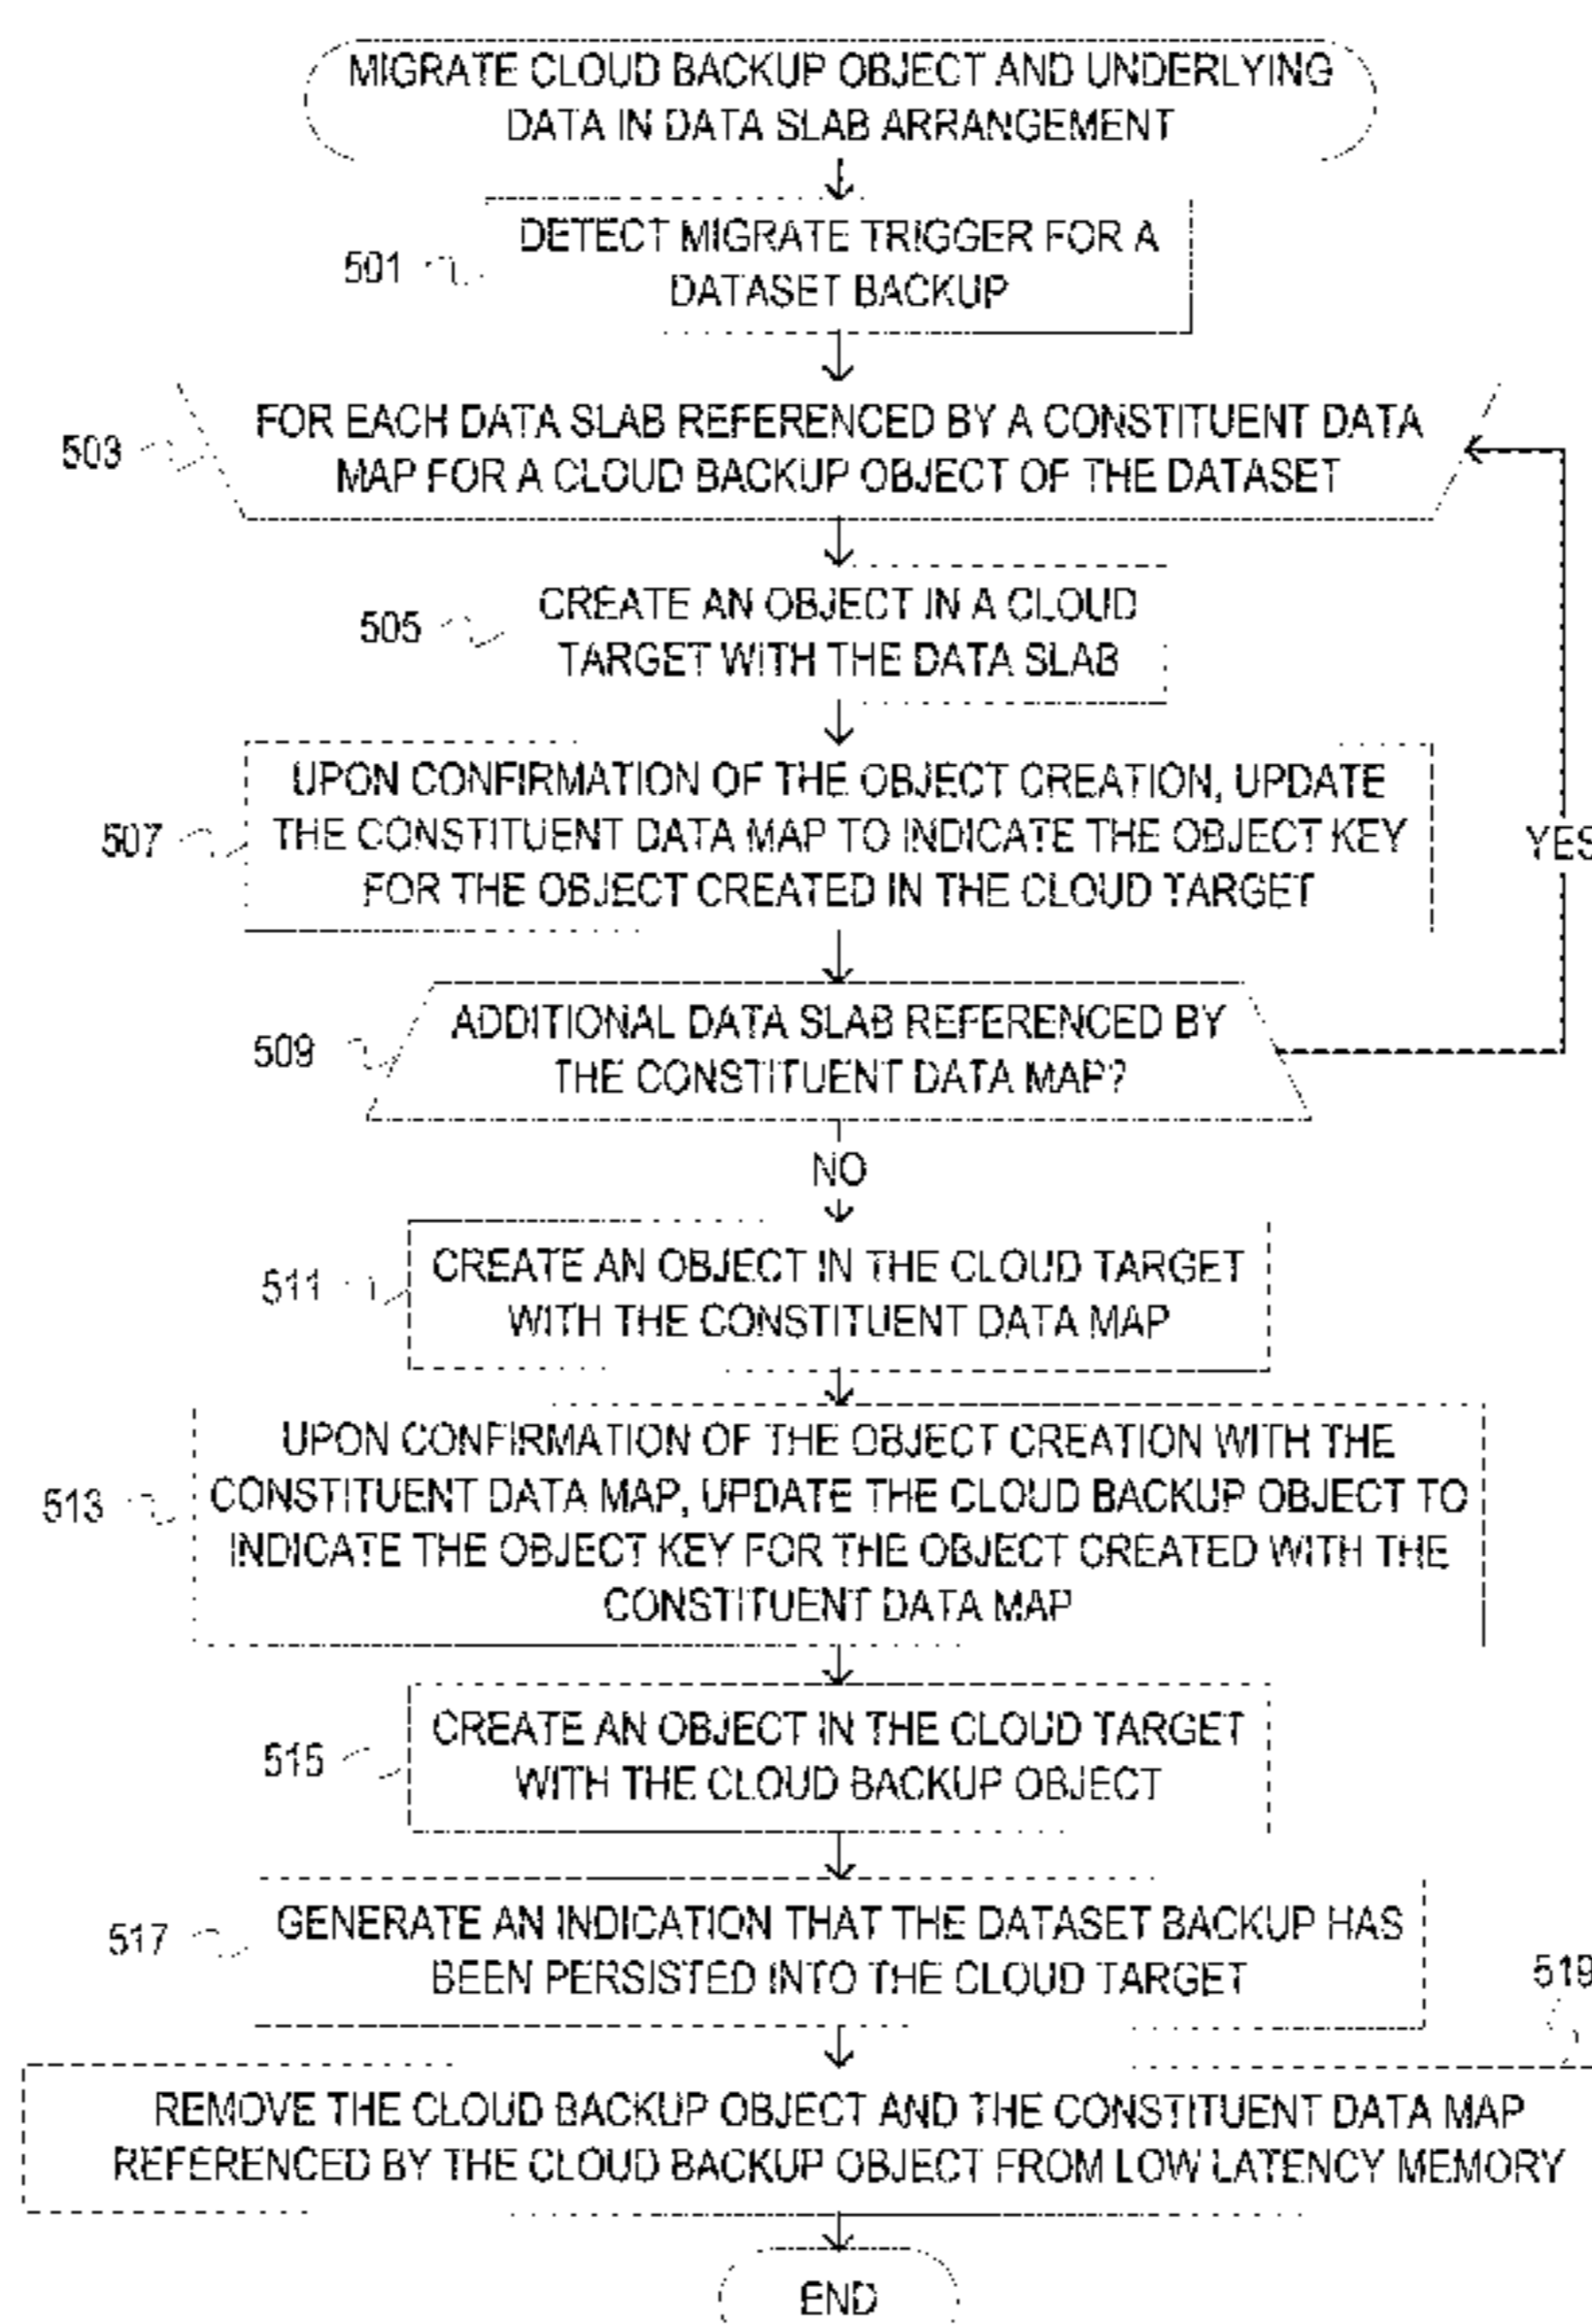 MIGRATE CLOUD BACKUP OBJECT AND UNDERLYING
DATA IN DATA SLAB ARRANGEMENT
501
DETECT MIGRATE TRIGGER FOR A
DATASET BACKUP
503
FOR EACH DATA SLAB REFERENCED BY A CONSTITUENT DATA
MAP FOR A CLOUD BACKUP OBJECT OF THE DATASET
505
CREATE AN OBJECT IN A CLOUD
TARGET WITH THE DATA SLAB
507
UPON CONFIRMATION OF THE OBJECT CREATION, UPDATE
THE CONSTITUENT DATA MAP TO INDICATE THE OBJECT KEY
FOR THE OBJECT CREATED IN THE CLOUD TARGET
YES
509
ADDITIONAL DATA SLAB REFERENCED BY
THE CONSTITUENT DATA MAP?
NO
511
CREATE AN OBJECT IN THE CLOUD TARGET
WITH THE CONSTITUENT DATA MAP
513
UPON CONFIRMATION OF THE OBJECT CREATION WITH THE
CONSTITUENT DATA MAP, UPDATE THE CLOUD BACKUP OBJECT TO
INDICATE THE OBJECT KEY FOR THE OBJECT CREATED WITH THE
CONSTITUENT DATA MAP
515
CREATE AN OBJECT IN THE CLOUD TARGET
WITH THE CLOUD BACKUP OBJECT
517
GENERATE AN INDICATION THAT THE DATASET BACKUP HAS
BEEN PERSISTED INTO THE CLOUD TARGET
519
REMOVE THE CLOUD BACKUP OBJECT AND THE CONSTITUENT DATA MAP
REFERENCED BY THE CLOUD BACKUP OBJECT FROM LOW LATENCY MEMORY
END